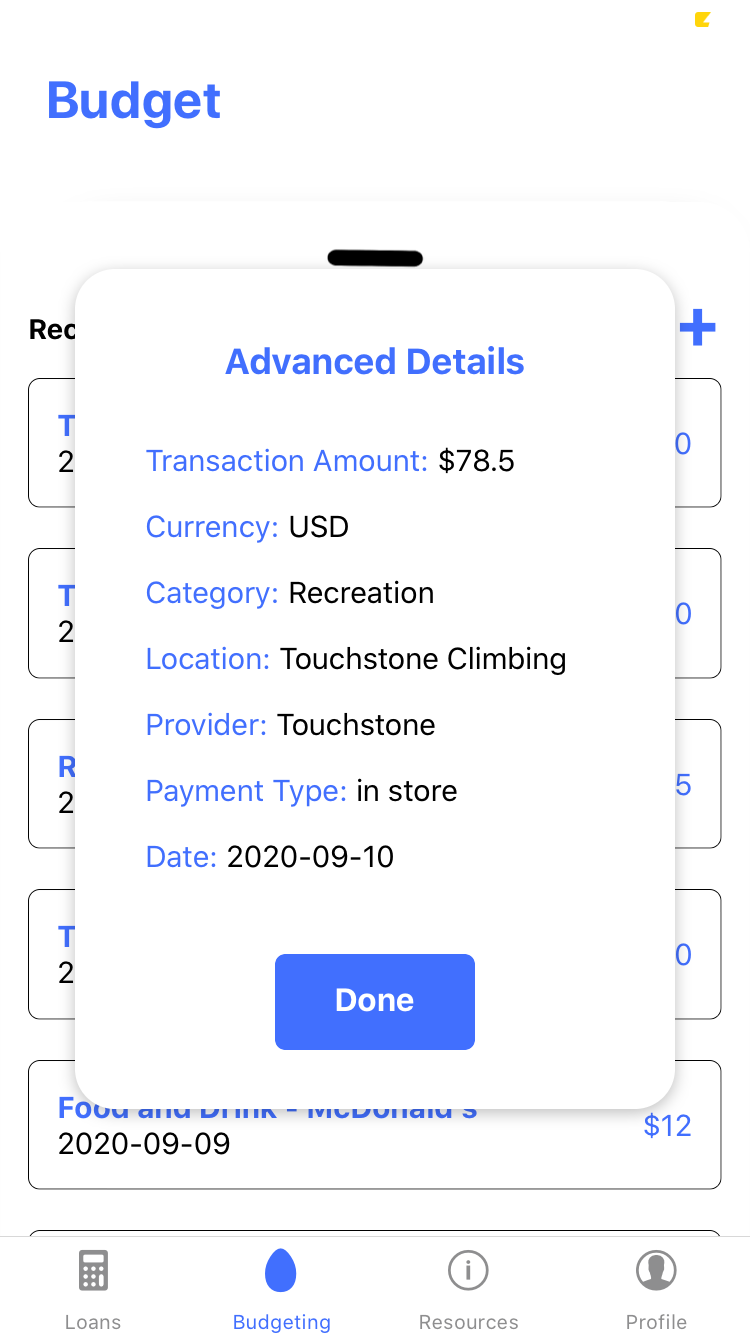 Budget
Rec
Advanced Details
T
2
0
Transaction Amount: $78.5
Currency: USD
T
2
0
Category: Recreation
Location: Touchstone Climbing
Provider: Touchstone
R
2
5
Payment Type: in store
Date: 2020-09-10
T
2
0
Done
Food and Drink - McDonald's
2020-09-09
$12
Loans
Budgeting
Resources
Profile